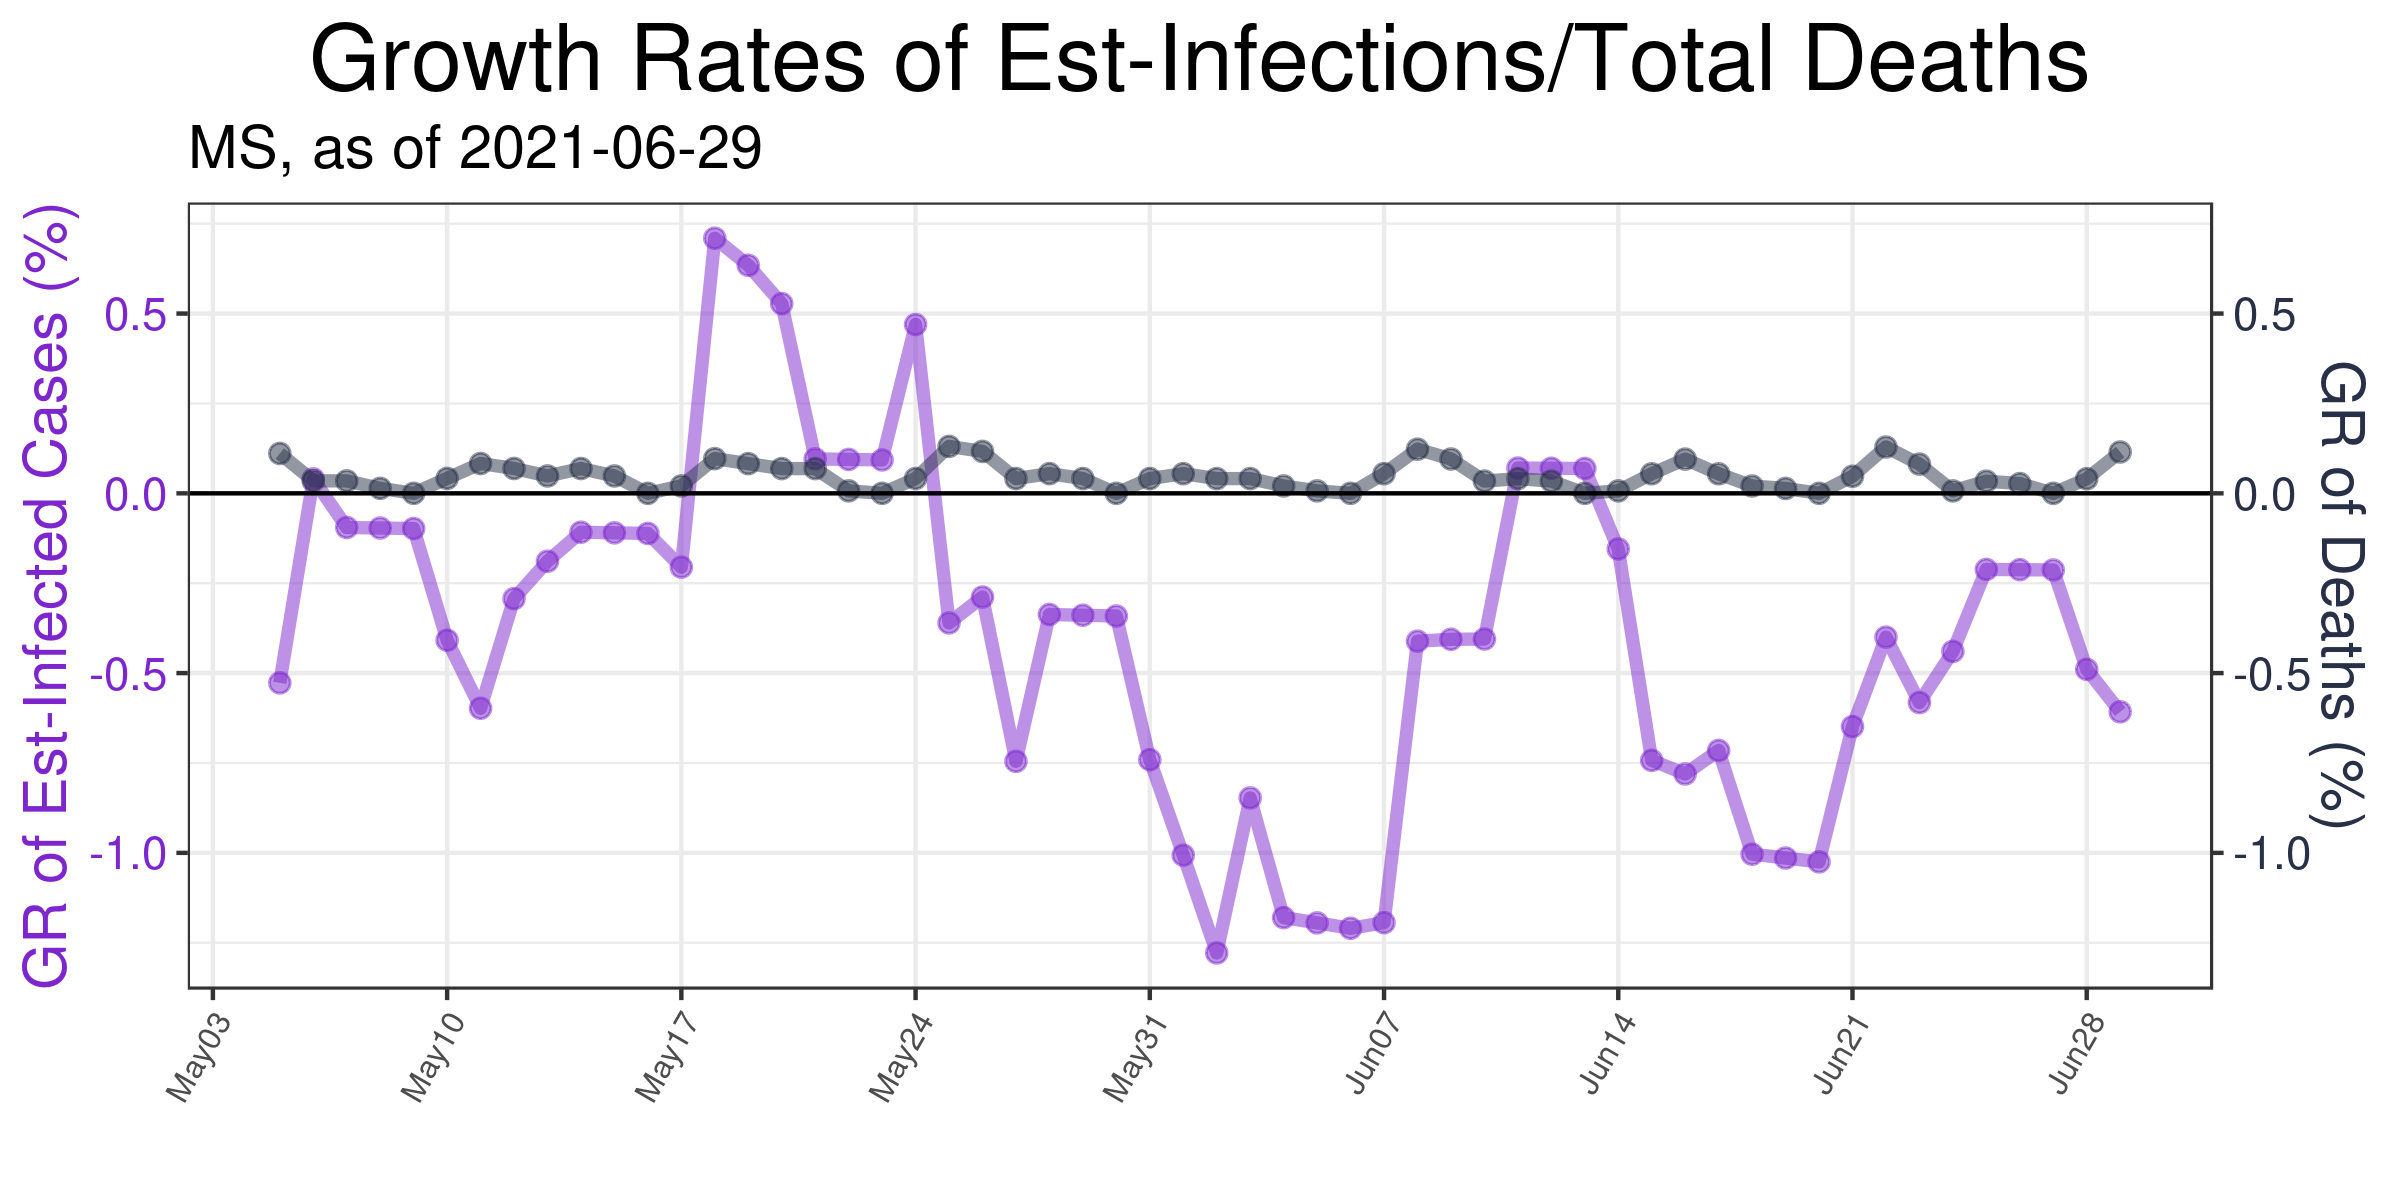 Growth Rates of Est-Infections/Total Deaths
MS, as of 2021-06-29
GR of Est-Infected Cases (%)
0.5
0.0
-0.5
-1.0
0.5
0.0
-0.5
-1.0
GR of Deaths (%)
May03
May10
May17
May24
May31
Jun07
Jun14
Jun21
Jun28